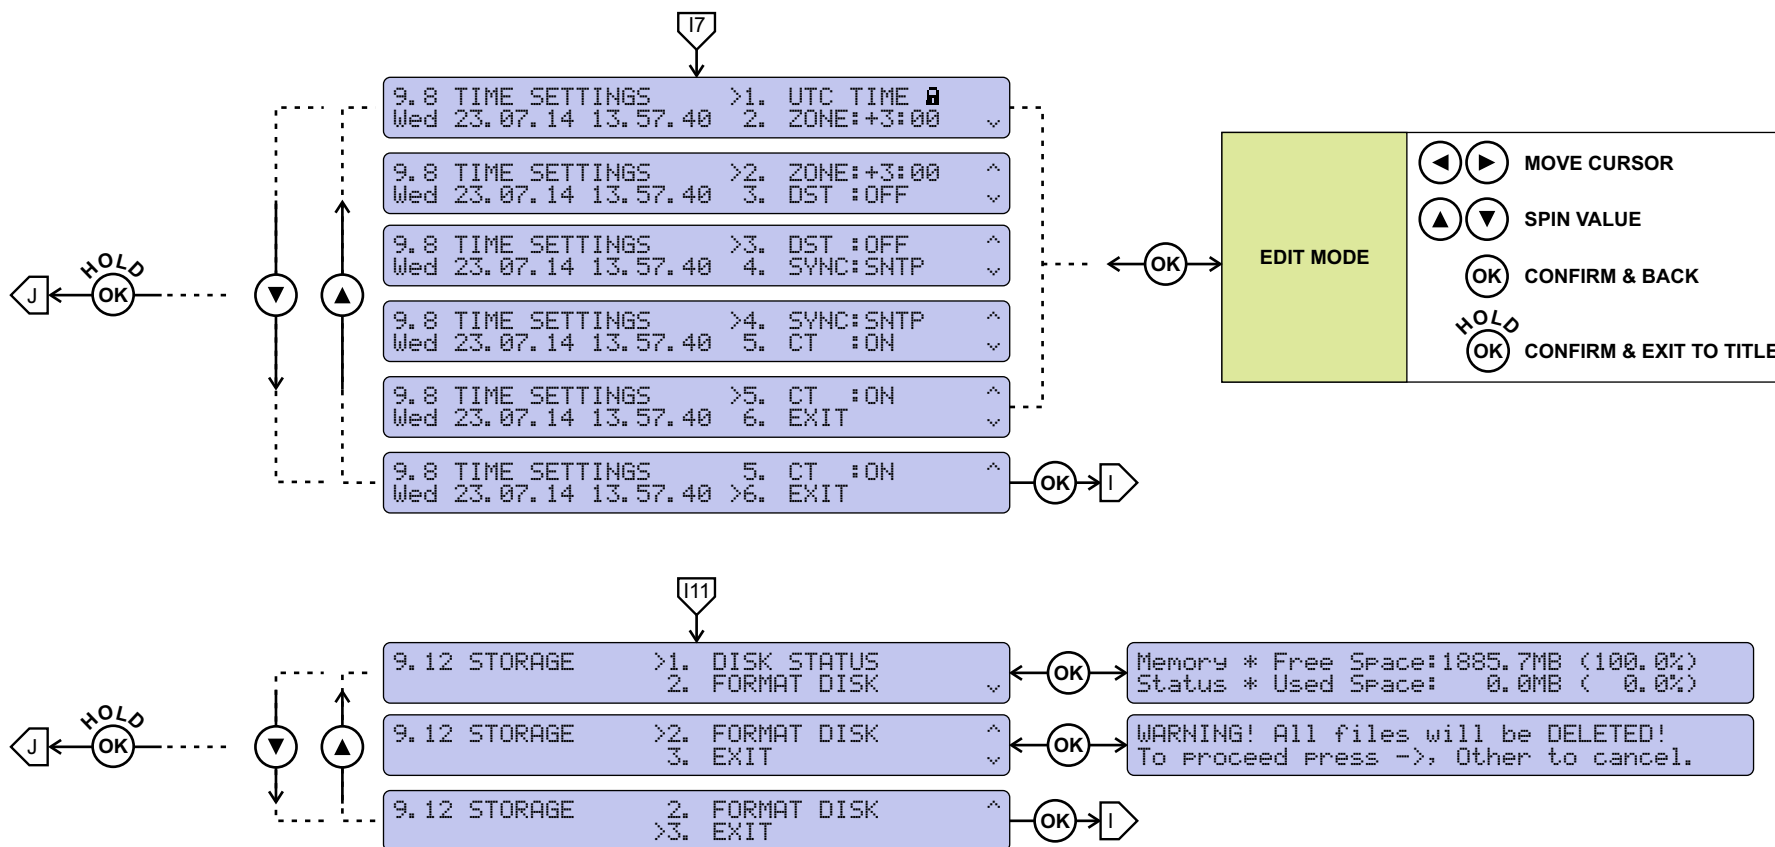 I7
9.8 TIME SETTINGS >1. UTC TIME
Wed 23.07.14 13.57.40 2. ZONE:+3:00
9.8 TIME SETTINGS >2. ZONE:+3:00
Wed 23.07.14 13.57.40 3. DST :OFF
9.8 TIME SETTINGS >3. DST :OFF
Wed 23.07.14 13.57.40 4. SYNC:SNTP
9.8 TIME SETTINGS >4. SYNC:SNTP
Wed 23.07.14 13.57.40 5. CT :ON
9.8 TIME SETTINGS >5. CT :ON
Wed 23.07.14 13.57.40 6. EXIT
9.8 TIME SETTINGS 5. CT :ON
Wed 23.07.14 13.57.40 >6. EXIT
J
HOLD
OK
OK
I
OK
EDIT MODE
MOVE CURSOR
SPIN VALUE
OK CONFIRM & BACK
HOLD
OK CONFIRM & EXIT TO TITLE
I11
9.12 STORAGE >1. DISK STATUS
2. FORMAT DISK
OK
Memory * Free Space:1885.7MB (100.0%)
Status * Used Space: 0.0MB ( 0.0%)
9.12 STORAGE >2. FORMAT DISK
3. EXIT
OK
WARNING! All files will be DELETED!
To proceed press ->, Other to cancel.
9.12 STORAGE 2. FORMAT DISK
>3. EXIT
OK
I
J
HOLD
OK